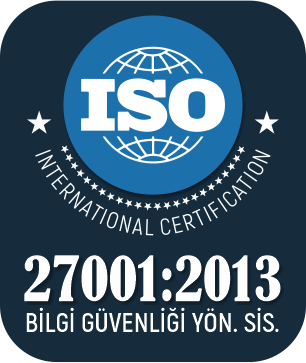 ISO
INTERNATIONAL CERTIFICATION
27001:2013
BİLGİ GÜVENLİĞİ YÖN. SİS.